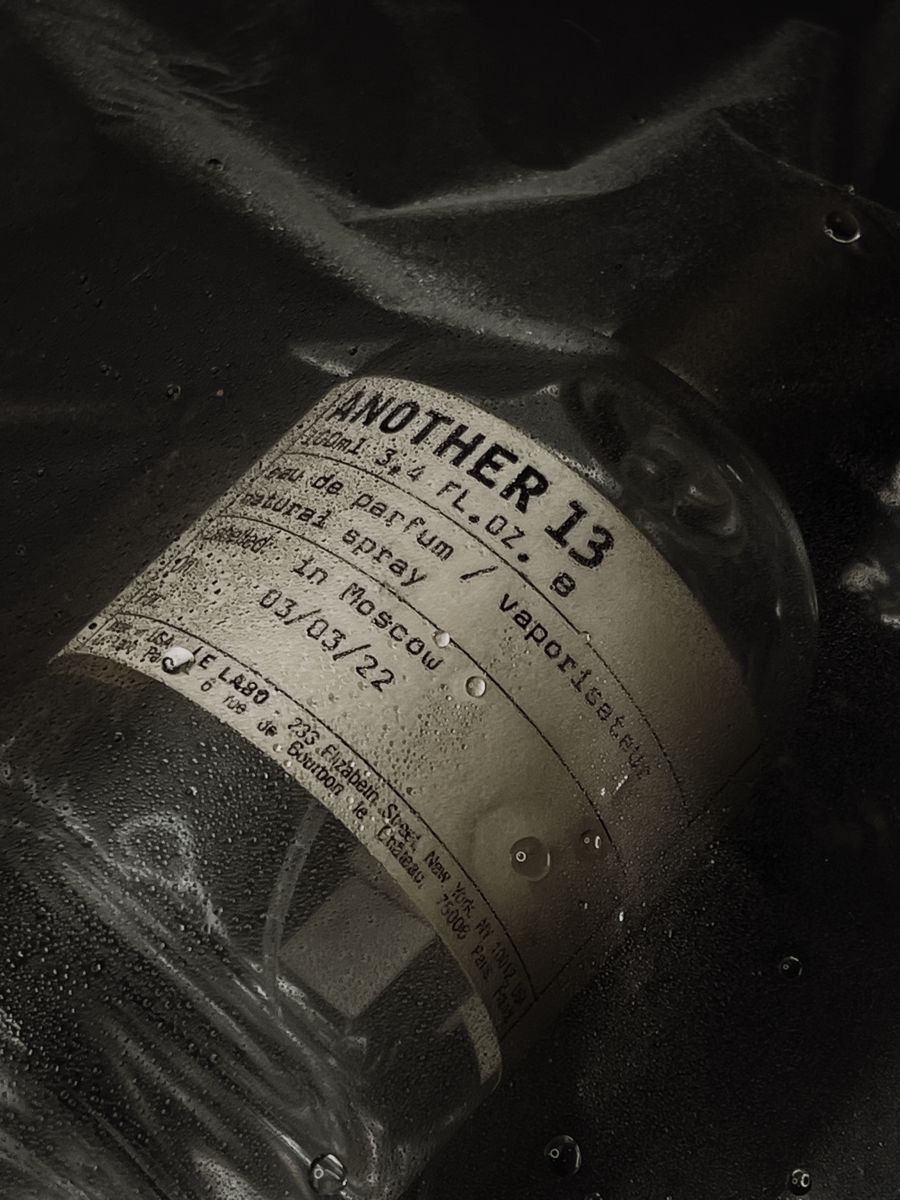 ANOTHER 13
100ml 3.4 FL.OZ. e
eau de parfum / vaporisateur
natural spray
in Moscow
03/03/22
LE LABO - 233 Elizabeth Street, New York, NY 10012
6 rue de Bourbon le Château, 75006 Paris